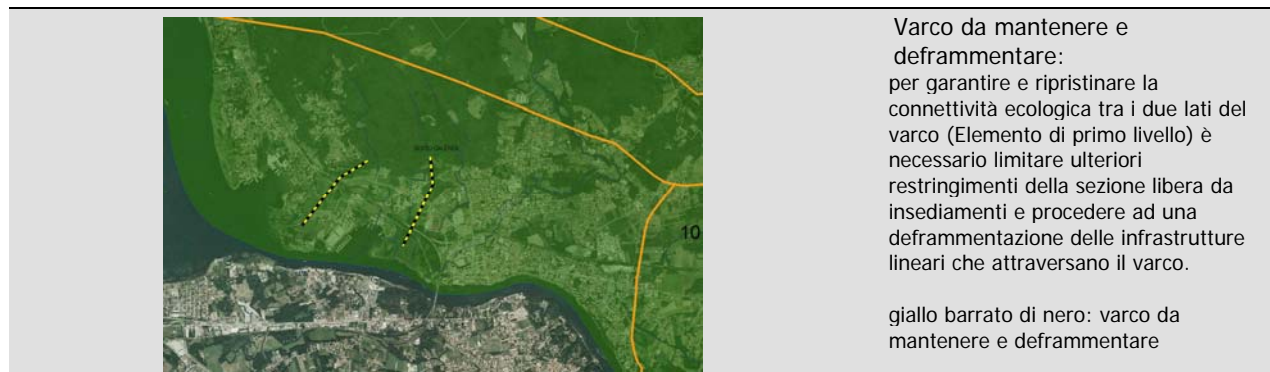 Varco da mantenere e
deframmentare:
per garantire e ripristinare la
connettività ecologica tra i due lati del
varco (Elemento di primo livello) è
necessario limitare ulteriori
restringimenti della sezione libera da
insediamenti e procedere ad una
deframmentazione delle infrastrutture
lineari che attraversano il varco.
giallo barrato di nero: varco da
mantenere e deframmentare
SESTO CALENDE
10